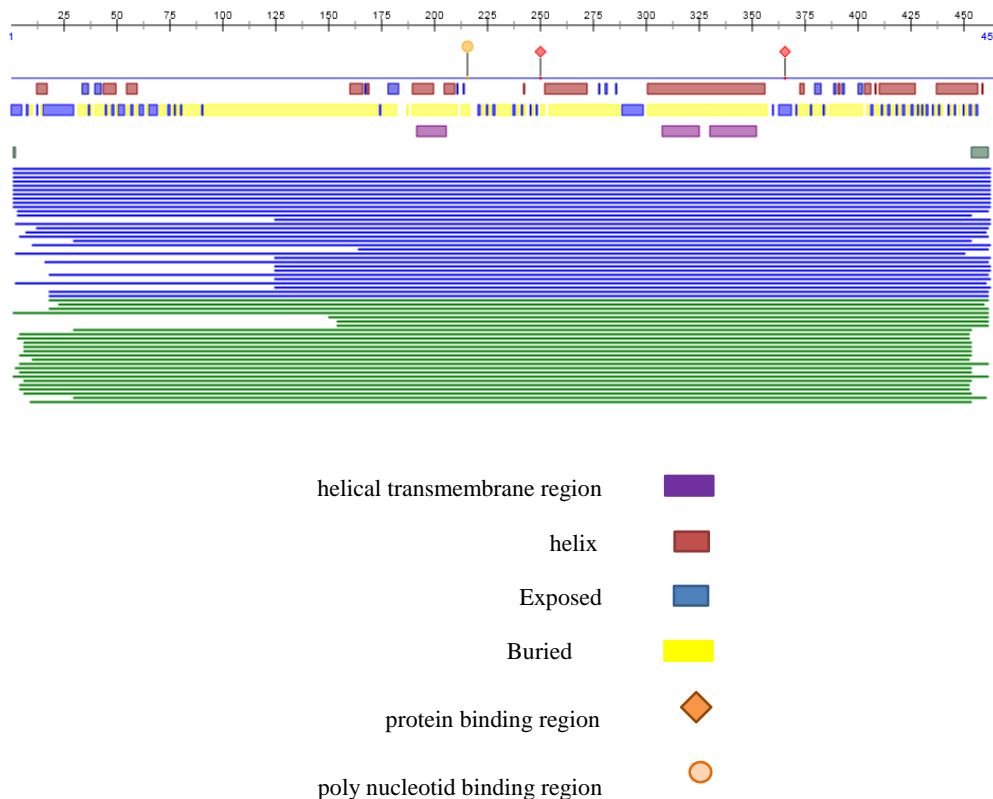 25 50 75 100 125 150 175 200 225 250 275 300 325 350 375 400 425 450
1 45
helical transmembrane region
helix
Exposed
Buried
protein binding region
poly nucleotid binding region